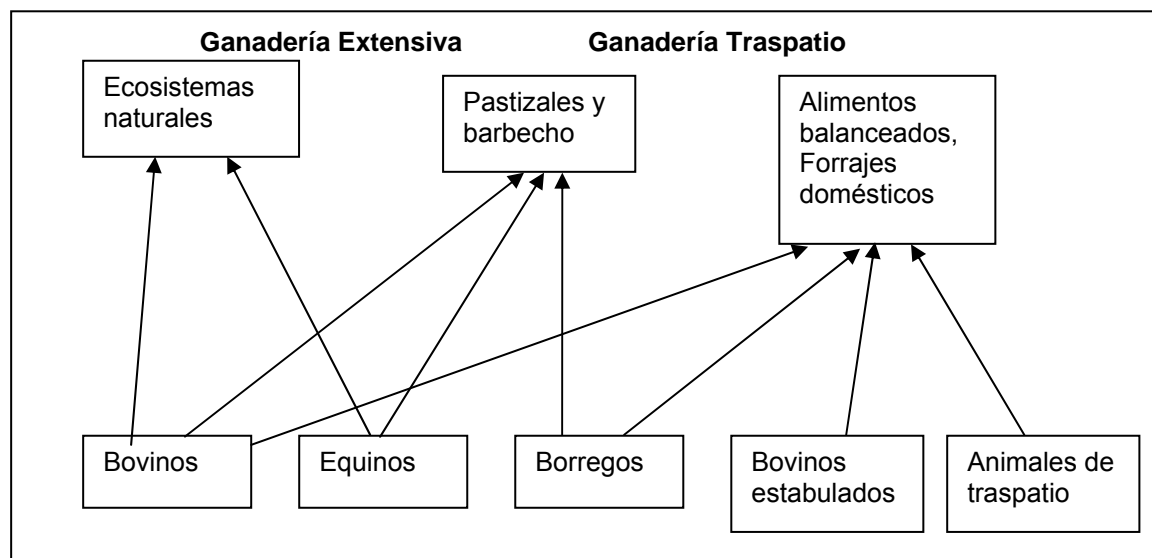 Ganadería Extensiva
Ganadería Traspatio
Ecosistemas
naturales
Pastizales y
barbecho
Alimentos
balanceados,
Forrajes
domésticos
Bovinos
Equinos
Borregos
Bovinos
estabulados
Animales de
traspatio